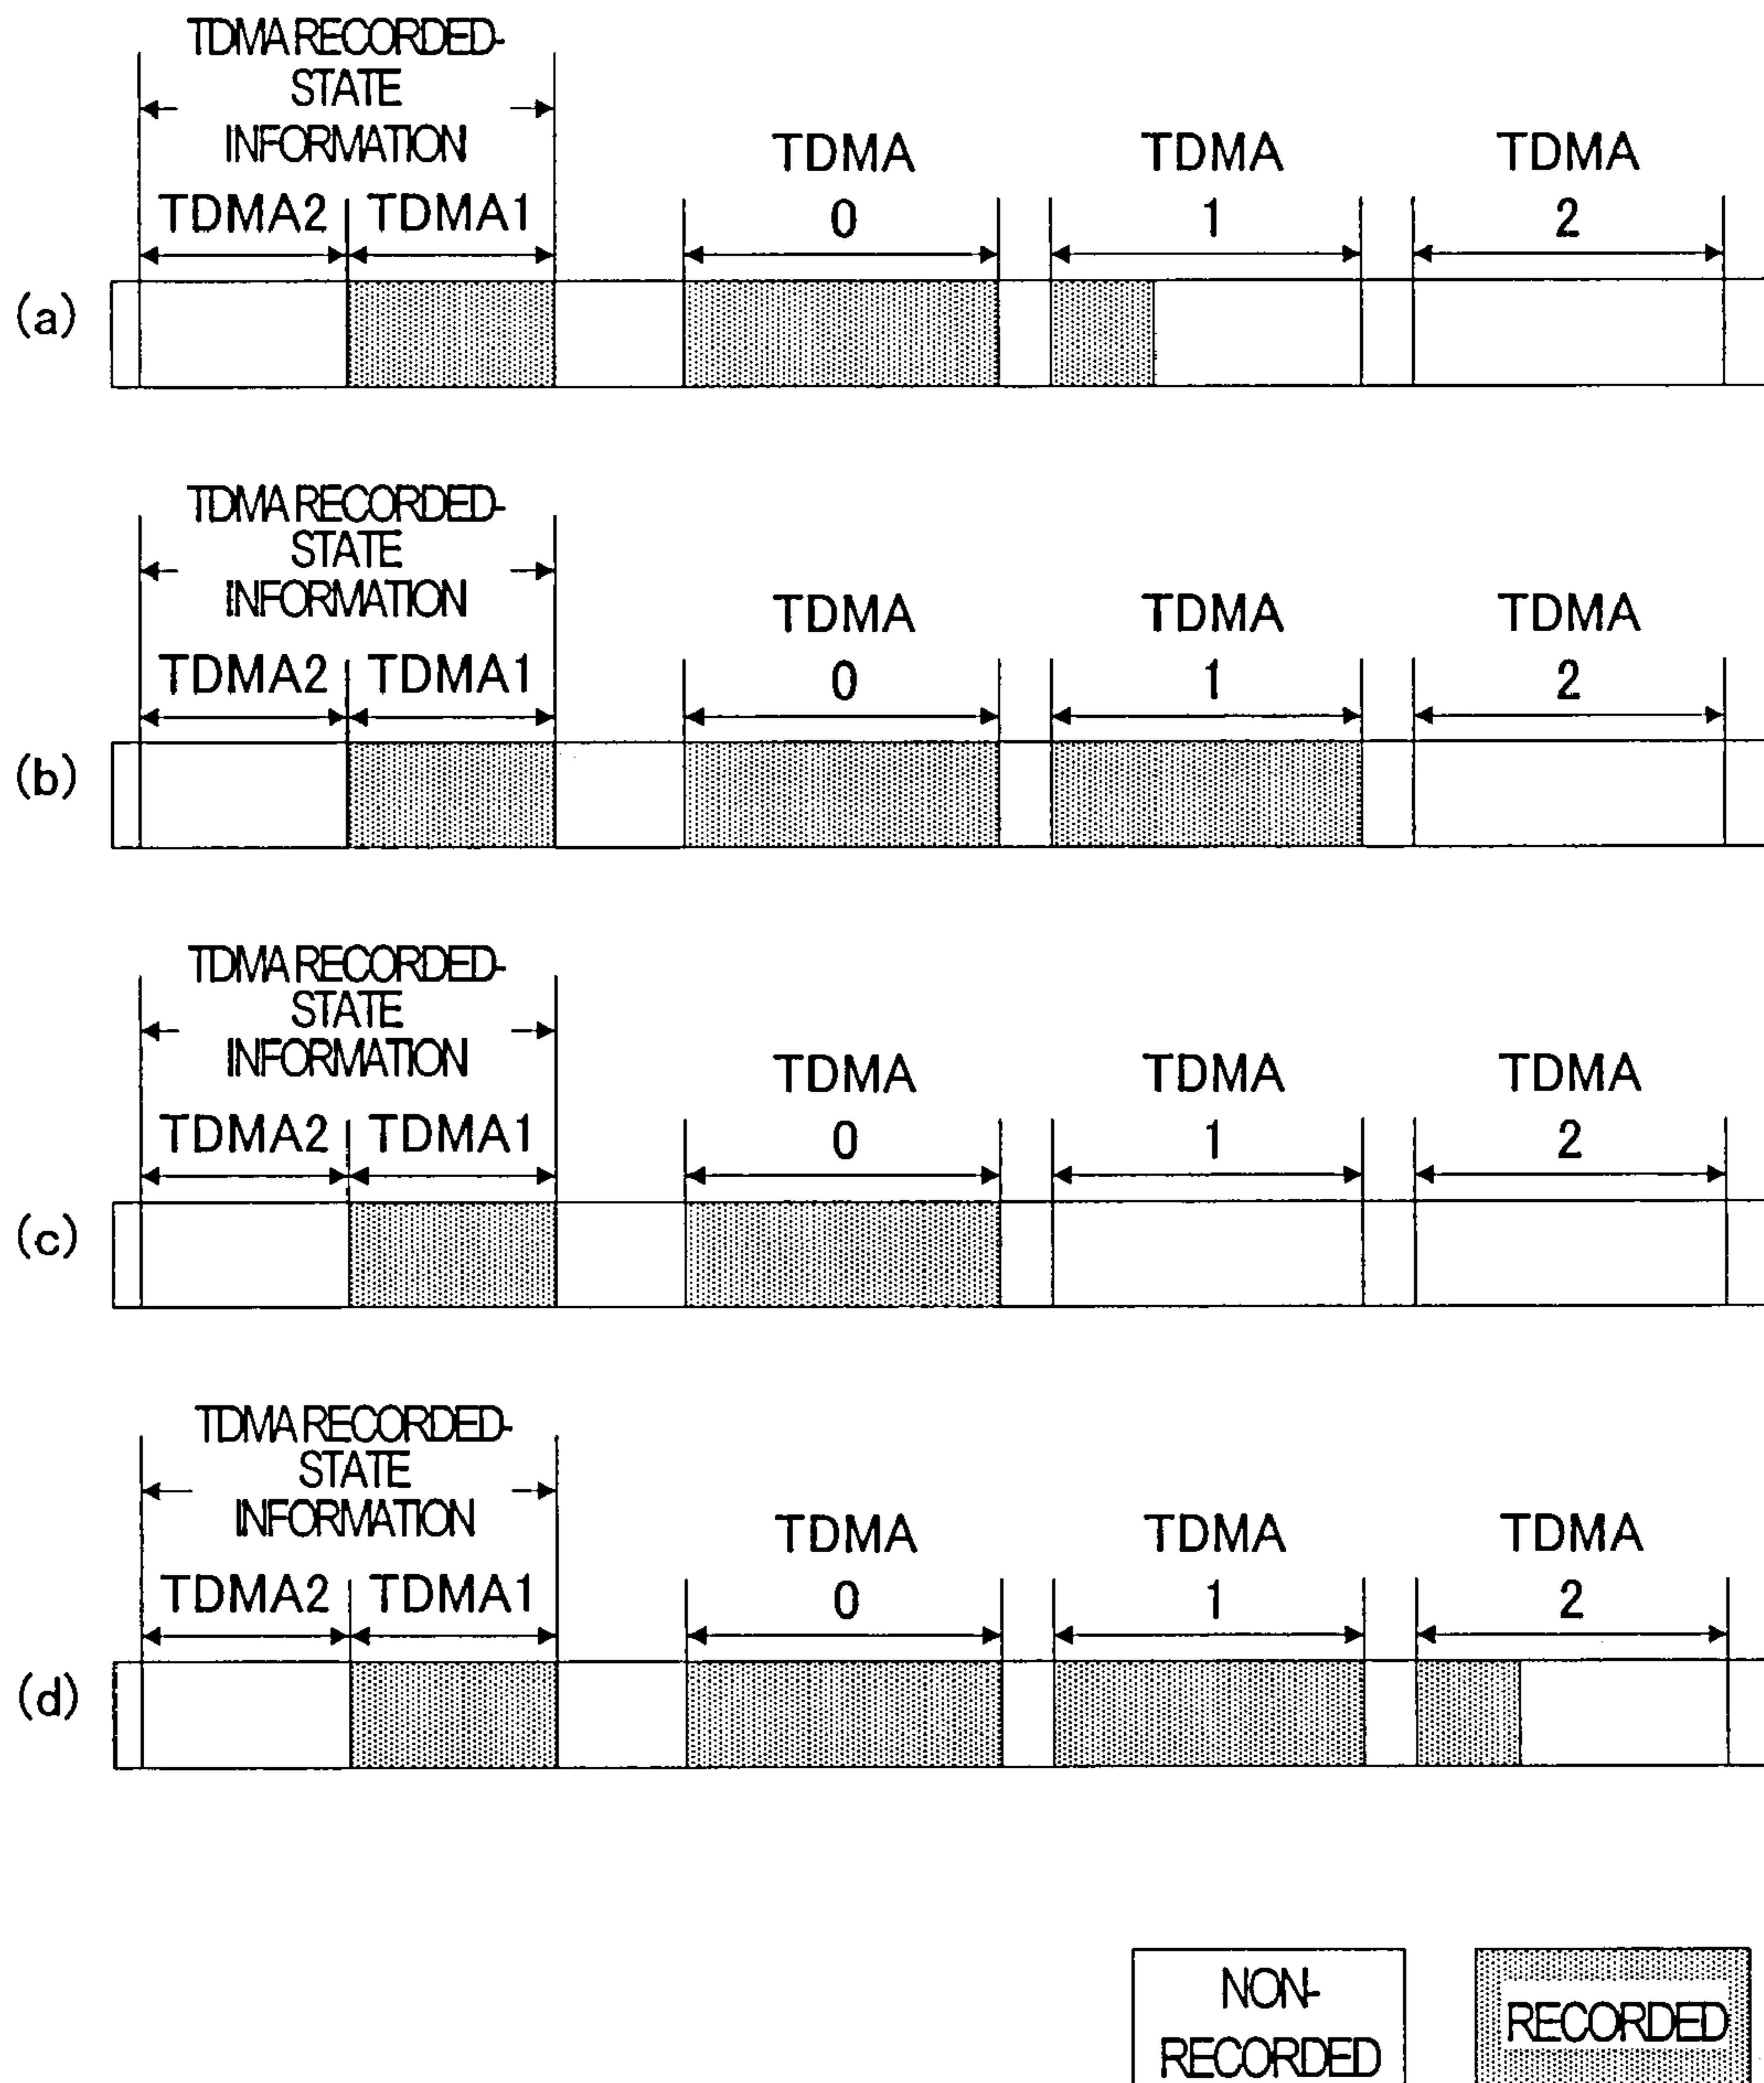 TDMA RECORDED-
STATE
INFORMATION
TDMA TDMA TDMA
TDMA2 TDMA1 0 1 2
(a)
TDMA RECORDED-
STATE
INFORMATION
TDMA TDMA TDMA
TDMA2 TDMA1 0 1 2
(b)
TDMA RECORDED-
STATE
INFORMATION
TDMA TDMA TDMA
TDMA2 TDMA1 0 1 2
(c)
TDMA RECORDED-
STATE
INFORMATION
TDMA TDMA TDMA
TDMA2 TDMA1 0 1 2
(d)
NON-
RECORDED
RECORDED